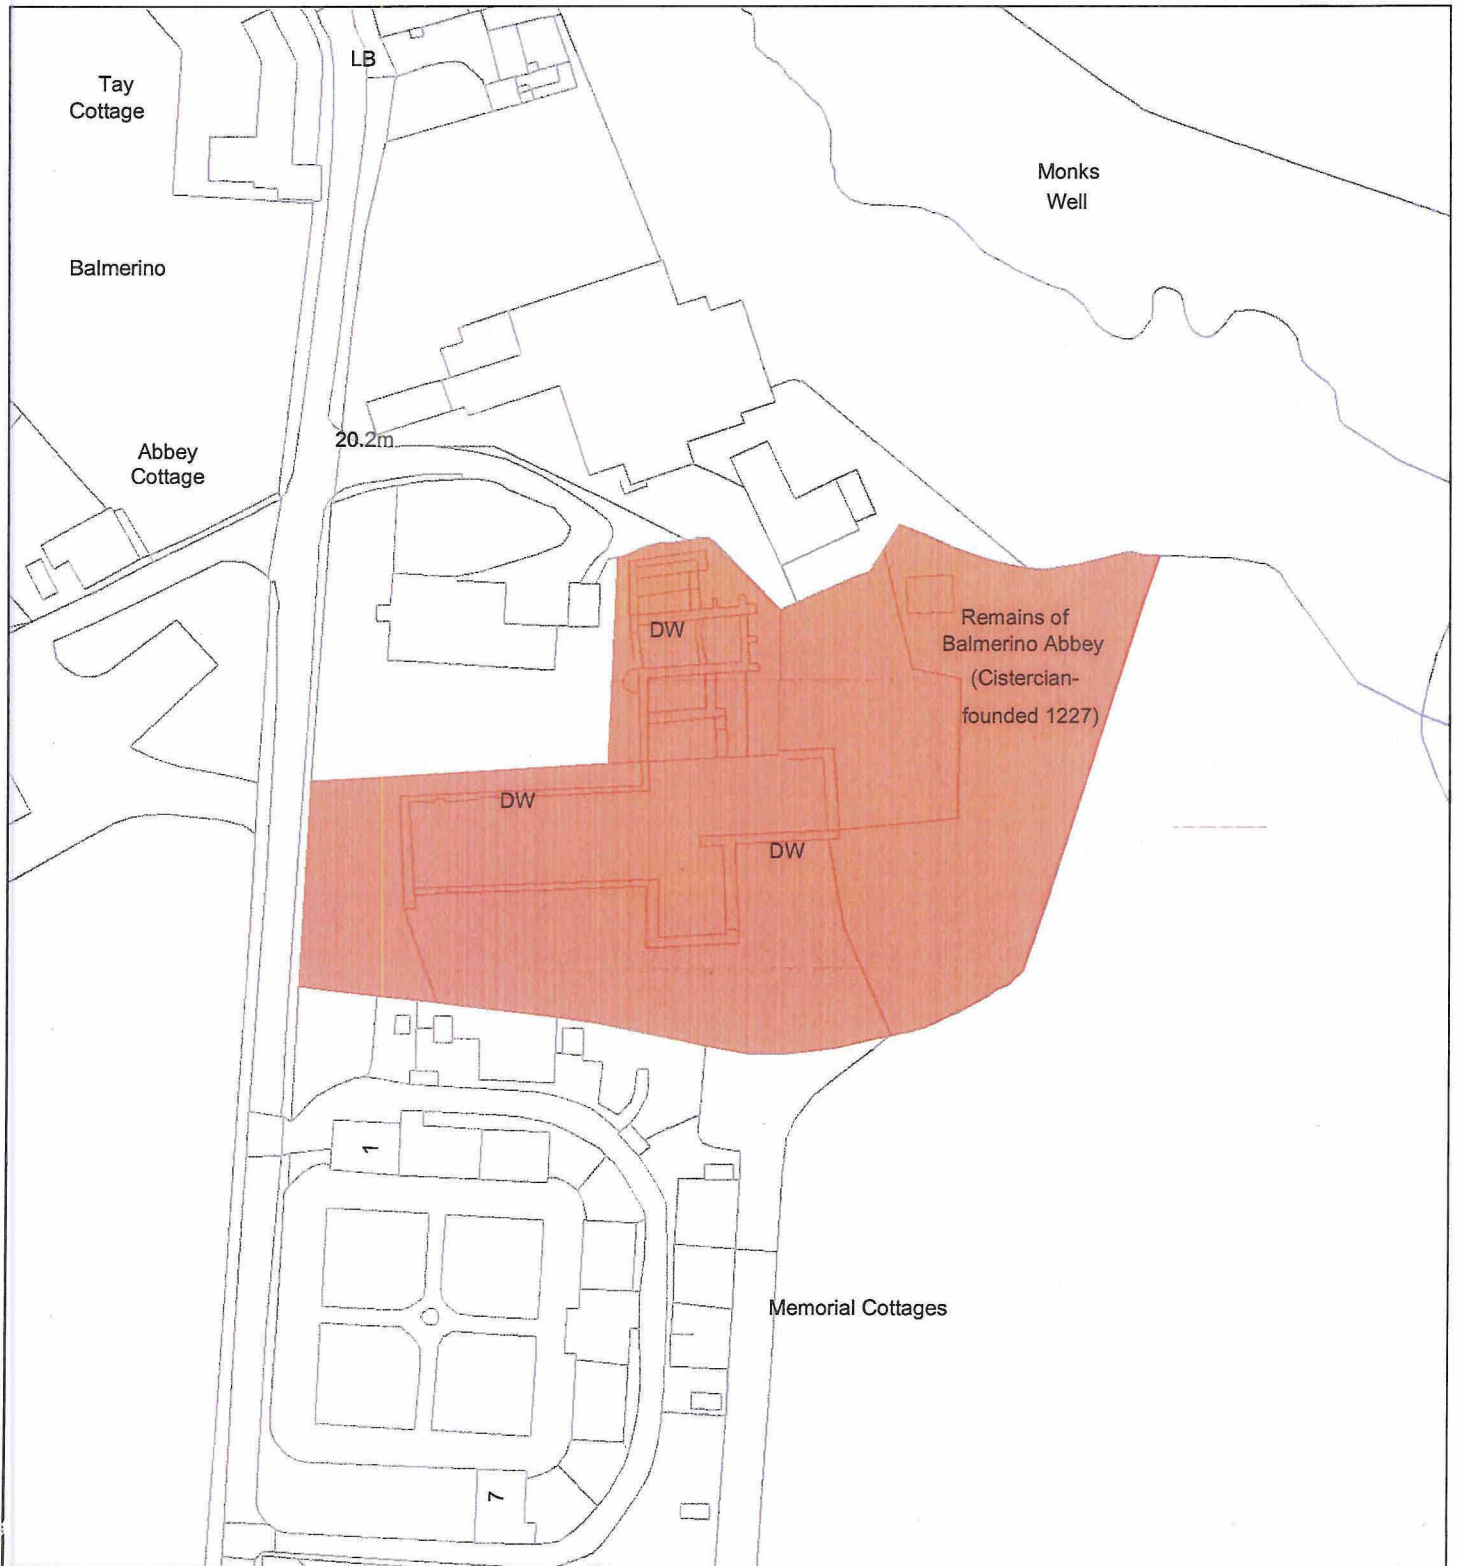 LB
Tay
Cottage
Monks
Well
Balmerino
20.2m
Abbey
Cottage
Remains of
Balmerino Abbey
(Cistercian-
founded 1227)
DW
DW
DW
1
Memorial Cottages
7